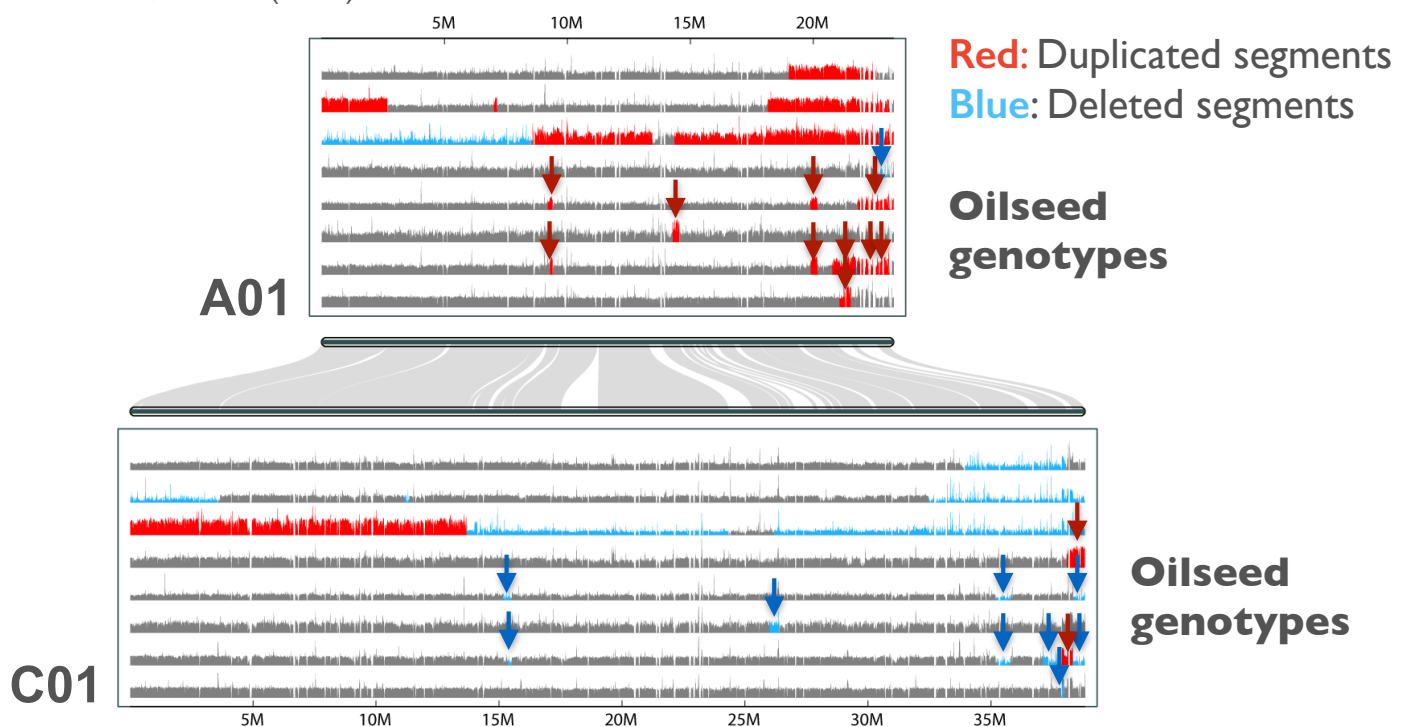 5M 10M 15M 20M
Red: Duplicated segments
Blue: Deleted segments
Oilseed
genotypes
A01
Oilseed
genotypes
C01
5M 10M 15M 20M 25M 30M 35M